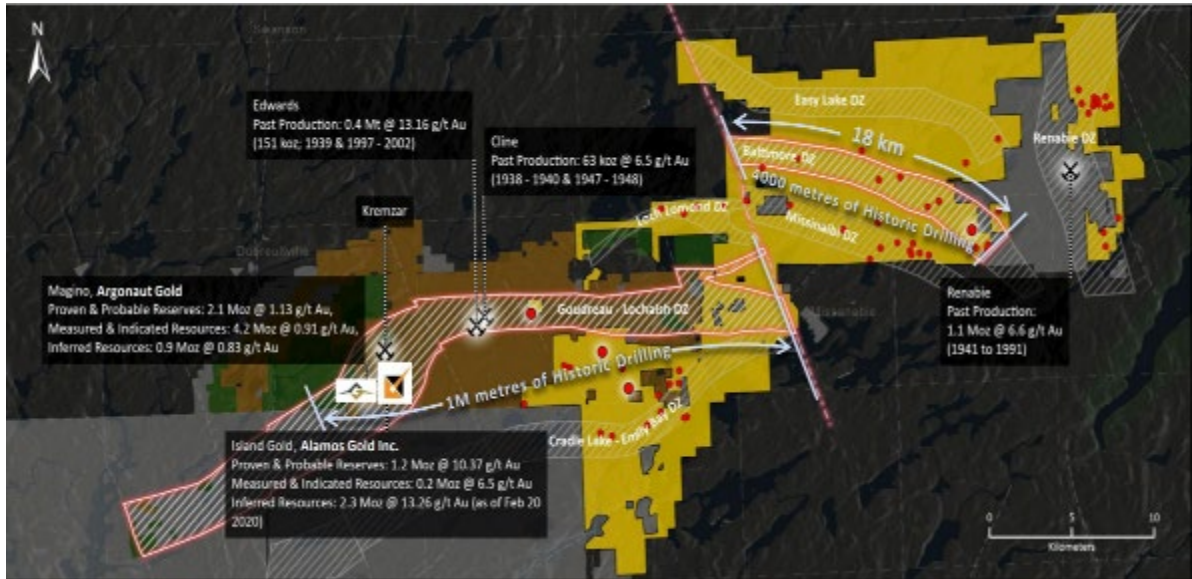 N
Swanson
Edwards
Past Production: 0.4 Mt @ 13.16 g/t Au
(151 koz; 1939 & 1997 - 2002)
Cline
Past Production: 63 koz @ 6.5 g/t Au
(1938 - 1940 & 1947 - 1948)
Kremzar
Dubreuilville
Magino, Argonaut Gold
Proven & Probable Reserves: 2.1 Moz @ 1.13 g/t Au,
Measured & Indicated Resources: 4.2 Moz @ 0.91 g/t Au,
Inferred Resources: 0.9 Moz @ 0.83 g/t Au
Island Gold, Alamos Gold Inc.
Proven & Probable Reserves: 1.2 Moz @ 10.37 g/t Au
Measured & Indicated Resources: 0.2 Moz @ 6.5 g/t Au
Inferred Resources: 2.3 Moz @ 13.26 g/t Au (as of Feb 20
2020)
Easy Lake DZ
18 km
Baltimore DZ
4000 metres of Historic Drilling
Loch Lomond DZ
Missinaibi DZ
Renabie DZ
Goudreau - Lochalsh DZ
Missanabie
1M metres of Historic Drilling
Cradle Lake - Emily Bay DZ
Renabie
Past Production:
1.1 Moz @ 6.6 g/t Au
(1941 to 1991)
0 5 10
Kilometers